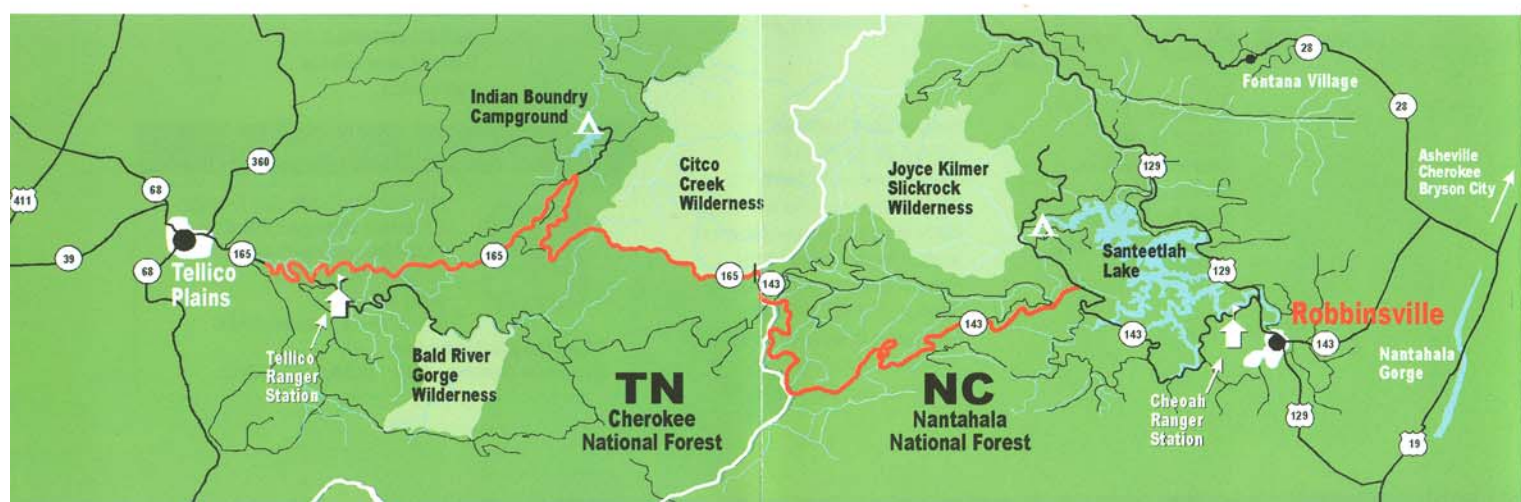 28
Fontana Village
Indian Boundry
Campground
28
129
360
Citco
Creek
Wilderness
Joyce Kilmer
Slickrock
Wilderness
Asheville
Cherokee
Bryson City
68
411
165
165
Santeetlah
Lake
39
68
Tellico
Plains
165
143
129
143
143
Robbinsville
143
Tellico
Ranger
Station
Bald River
Gorge
Wilderness
TN
Cherokee
National Forest
NC
Nantahala
National Forest
Cheoah
Ranger
Station
Nantahala
Gorge
129
19